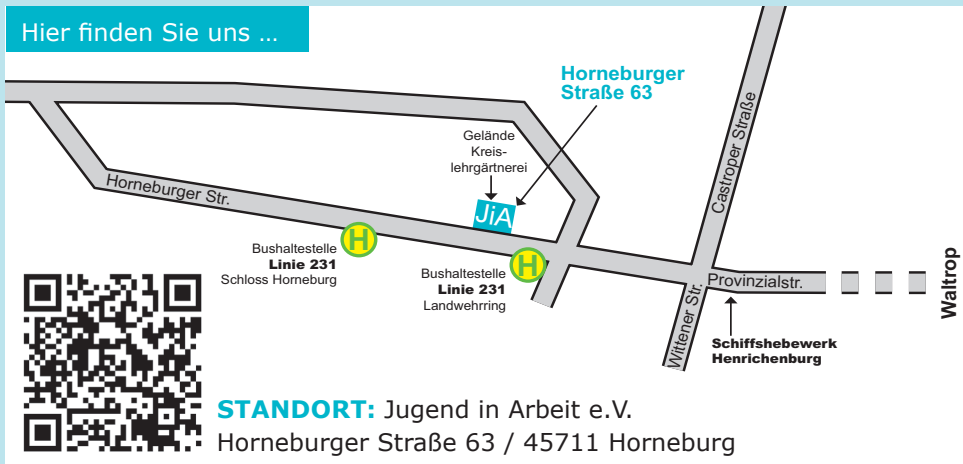 Hier finden Sie uns ...
Horneburger
Straße 63
Castroper Straße
Gelände
Kreis-
lehrgärtnerei
Horneburger Str.
JiA
H
Bushaltestelle
Linie 231
Schloss Horneburg
H
Bushaltestelle
Linie 231
Landwehrring
Provinzialstr.
Waltrop
Wittener Str.
Schiffshebewerk
Henrichenburg
STANDORT: Jugend in Arbeit e.V.
Horneburger Straße 63 / 45711 Horneburg